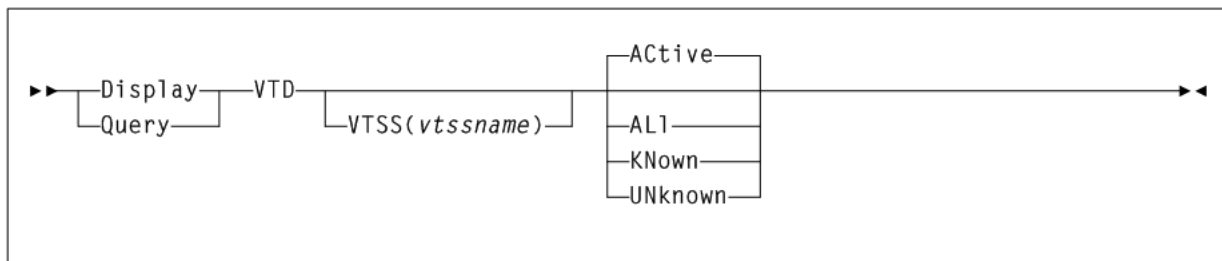 ACtive
Display VTD
Query VTSS(vtssname) ALl
KNown
UNknown